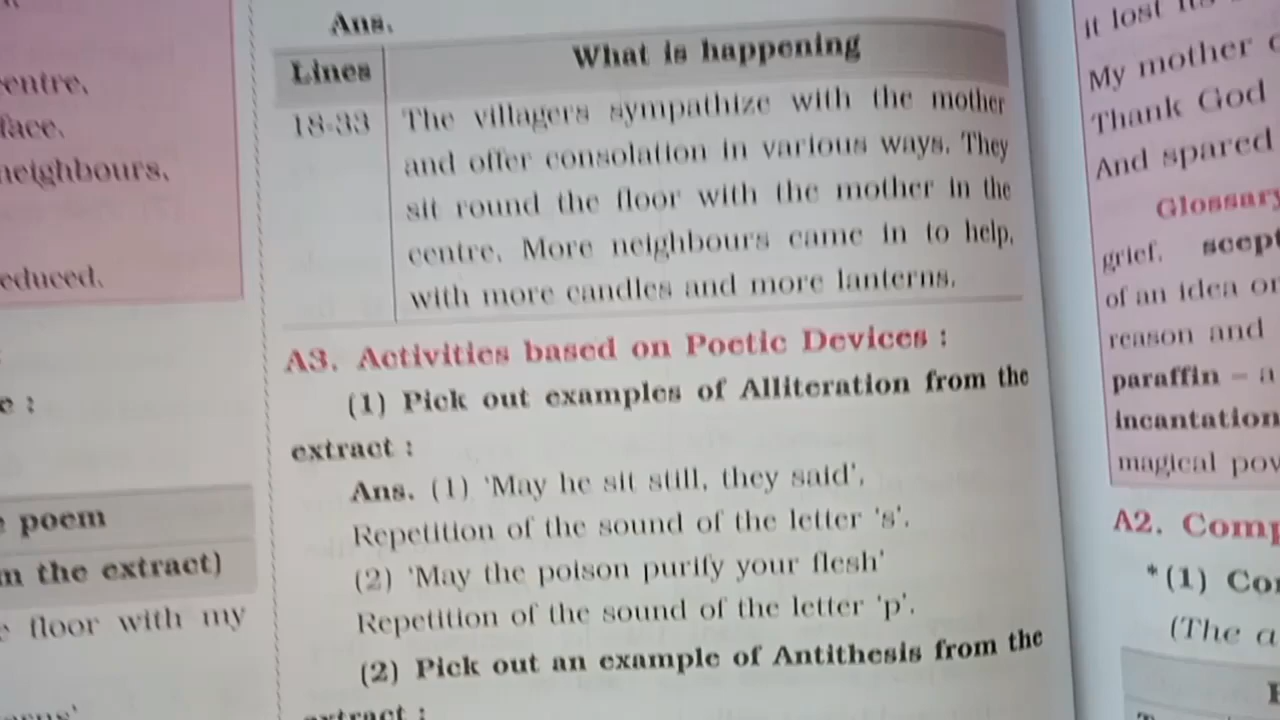 centre.
face.
neighbours.
reduced.
e :
poem
m the extract)
floor with my
Ans.
Lines What is happening
18-33 The villagers sympathize with the mother
and offer consolation in various ways. They
sit round the floor with the mother in the
centre. More neighbours came in to help,
with more candles and more lanterns.
A3. Activities based on Poetic Devices :
(1) Pick out examples of Alliteration from the
extract :
Ans. (1) 'May he sit still, they said'.
Repetition of the sound of the letter 's'.
(2) 'May the poison purify your flesh'
Repetition of the sound of the letter 'p'.
(2) Pick out an example of Antithesis from the
extract :
it lost its
My mother
Thank God
And spared
Glossary
grief. scept
of an idea or
reason and
paraffin – a
incantation
magical pow
A2. Comp
*(1) Con
(The a